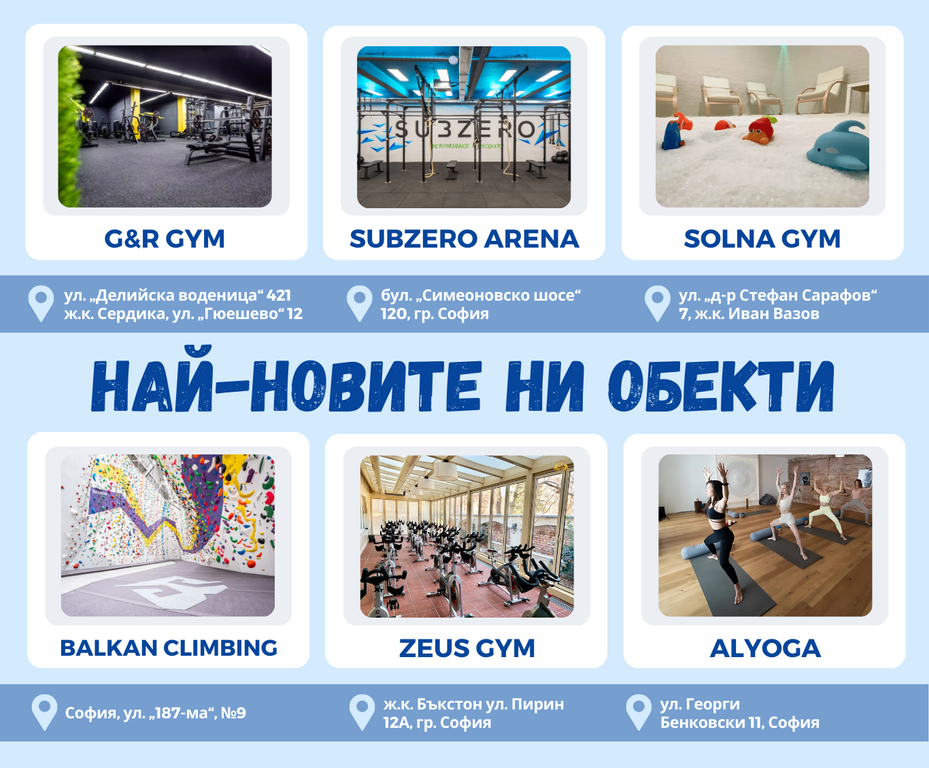 SUBZERO
G&R GYM
SUBZERO ARENA
SOLNA GYM
ул. „Делийска воденица“ 421
ж.к. Сердика, ул. „Гюешево“ 12
бул. „Симеоновско шосе“
120, гр. София
ул. „д-р Стефан Сарафов“
7, ж.к. Иван Вазов
НАЙ-НОВИТЕ НИ ОБЕКТИ
BALKAN CLIMBING
ZEUS GYM
ALYOGA
София, ул. „187-ма“, №9
ж.к. Бъкстон ул. Пирин
12А, гр. София
ул. Георги
Бенковски 11, София